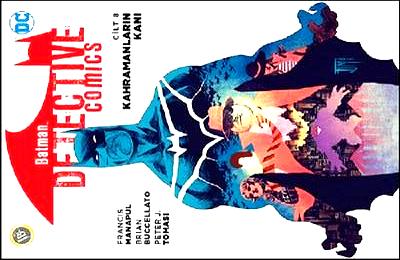 DC
Batman
DETECTIVE
COMICS
CİLT 8
KAHRAMANLARIN
KANI
FRANCIS
MANAPUL
BRIAN
BUCCELLATO
PETER J.
TOMASI